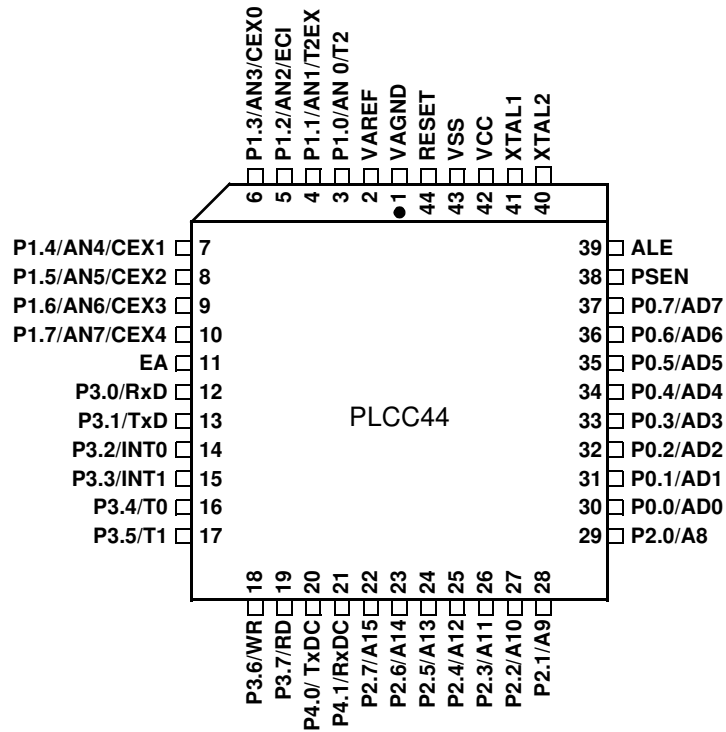 P1.3/AN3/CEX0
P1.2/AN2/ECI
P1.1/AN1/T2EX
P1.0/AN 0/T2
VAREF
VAGND
RESET
VSS
VCC
XTAL1
XTAL2
6 5 4 3 2 1 44 43 42 41 40
P1.4/AN4/CEX1 7
P1.5/AN5/CEX2 8
P1.6/AN6/CEX3 9
P1.7/AN7/CEX4 10
EA 11
P3.0/RxD 12
P3.1/TxD 13
P3.2/INT0 14
P3.3/INT1 15
P3.4/T0 16
P3.5/T1 17
PLCC44
39 ALE
38 PSEN
37 P0.7/AD7
36 P0.6/AD6
35 P0.5/AD5
34 P0.4/AD4
33 P0.3/AD3
32 P0.2/AD2
31 P0.1/AD1
30 P0.0/AD0
29 P2.0/A8
18 19 20 21 22 23 24 25 26 27 28
P3.6/WR
P3.7/RD
P4.0/ TxDC
P4.1/RxDC
P2.7/A15
P2.6/A14
P2.5/A13
P2.4/A12
P2.3/A11
P2.2/A10
P2.1/A9